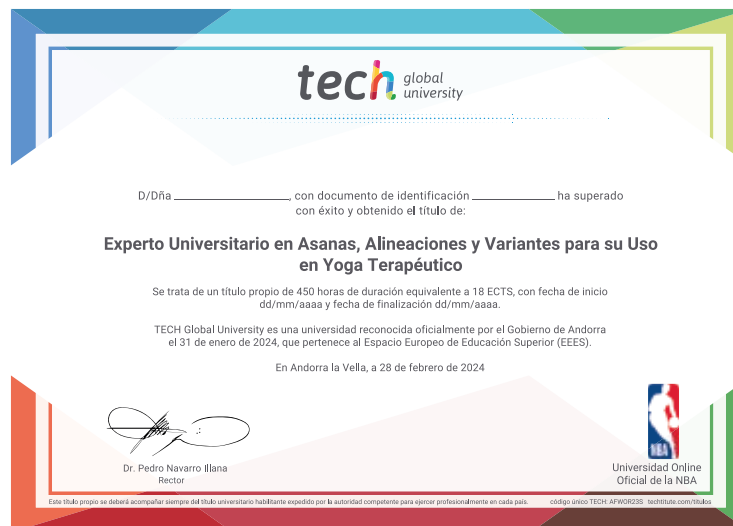 tech global university
D/Dña ______________, con documento de identificación ____________ ha superado
con éxito y obtenido el título de:
Experto Universitario en Asanas, Alineaciones y Variantes para su Uso
en Yoga Terapéutico
Se trata de un título propio de 450 horas de duración equivalente a 18 ECTS, con fecha de inicio
dd/mm/aaaa y fecha de finalización dd/mm/aaaa.
TECH Global University es una universidad reconocida oficialmente por el Gobierno de Andorra
el 31 de enero de 2024, que pertenece al Espacio Europeo de Educación Superior (EEES).
En Andorra la Vella, a 28 de febrero de 2024
Dr. Pedro Navarro Illana
Rector
NBA
Universidad Online
Oficial de la NBA
Este título propio se deberá acompañar siempre del título universitario habilitante expedido por la autoridad competente para ejercer profesionalmente en cada país. código único TECH: AFWOR23S techtitute.com/titulos